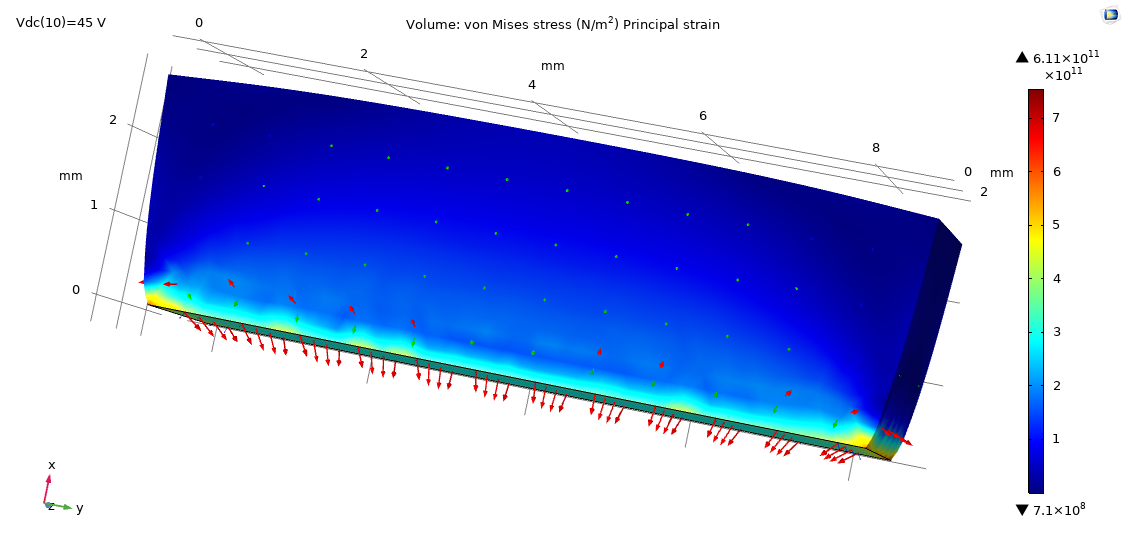 Vdc(10)=45 V
Volume: von Mises stress (N/m²) Principal strain
0
2
mm
4
6
8
0
mm
2
2
mm
1
0
6.11×10¹¹
×10¹¹
7
6
5
4
3
2
1
7.1×10⁸
x
z
y